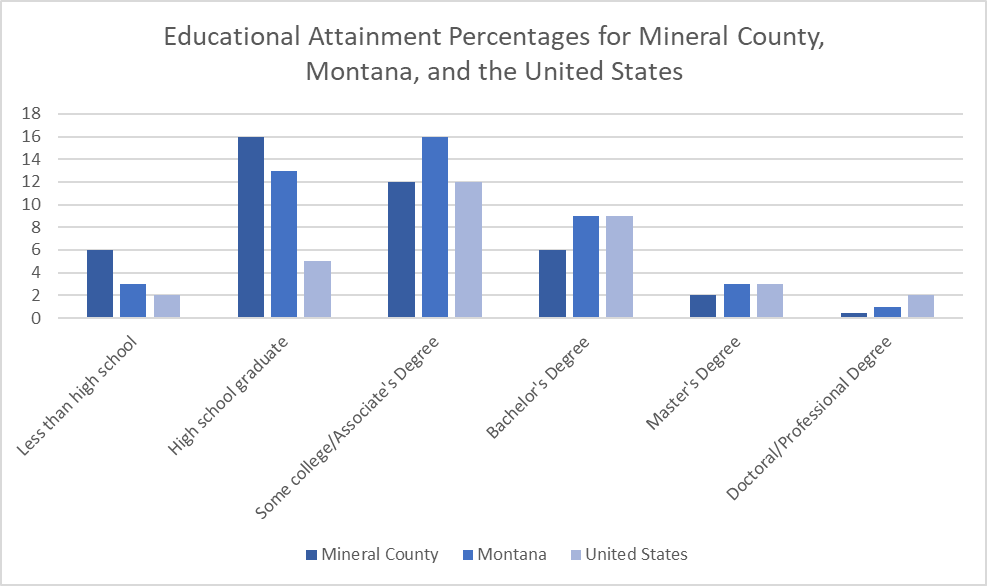 Educational Attainment Percentages for Mineral County,
Montana, and the United States
18
16
14
12
10
8
6
4
2
0
Less than high school
High school graduate
Some college/Associate's Degree
Bachelor's Degree
Master's Degree
Doctoral/Professional Degree
Mineral County Montana United States